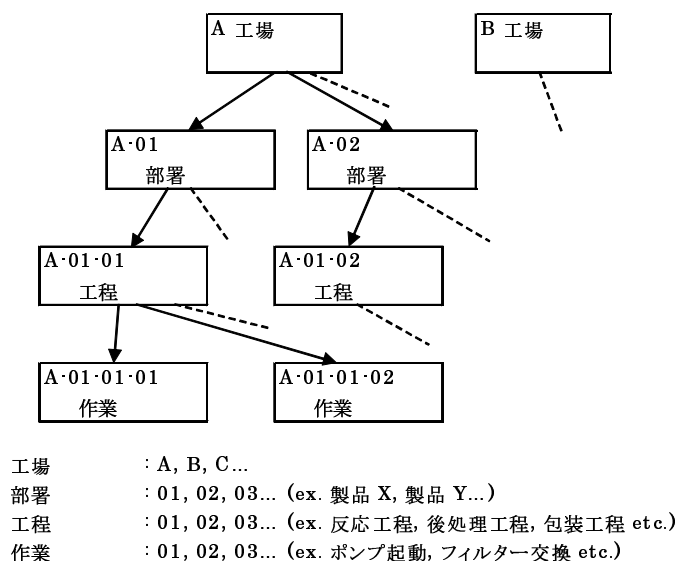 A 工場
B 工場
A-01
部署
A-02
部署
A-01-01
工程
A-01-02
工程
A-01-01-01
作業
A-01-01-02
作業
工場 : A, B, C...
部署 : 01, 02, 03... (ex. 製品 X, 製品 Y...)
工程 : 01, 02, 03... (ex. 反応工程, 後処理工程, 包装工程 etc.)
作業 : 01, 02, 03... (ex. ポンプ起動, フィルター交換 etc.)